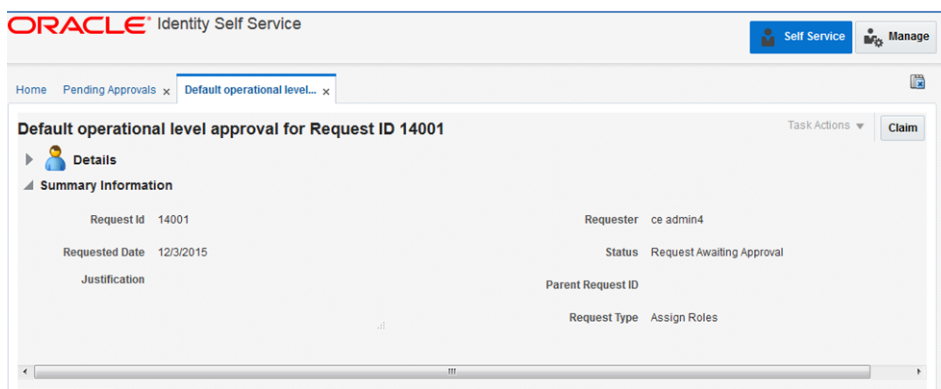 ORACLE® Identity Self Service
Self Service Manage
Home Pending Approvals x Default operational level... x
Default operational level approval for Request ID 14001
Task Actions Claim
Details
Summary Information
Request Id 14001 Requester ce admin4
Requested Date 12/3/2015 Status Request Awaiting Approval
Justification Parent Request ID
Request Type Assign Roles